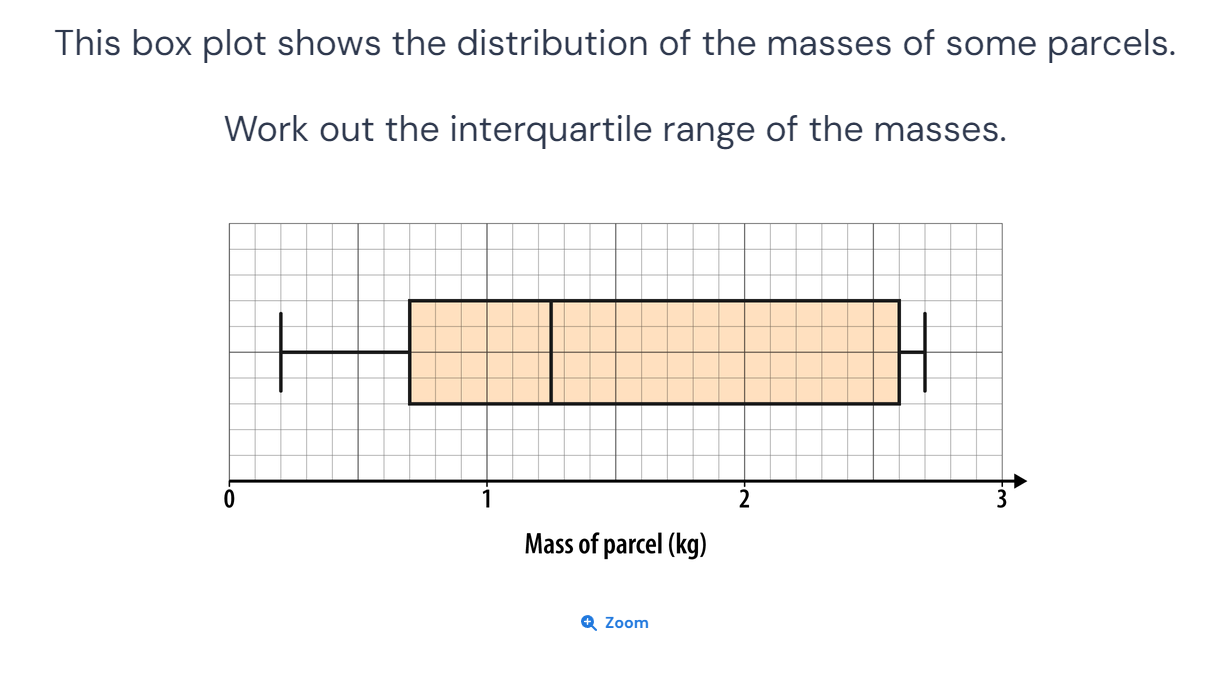 This box plot shows the distribution of the masses of some parcels.
Work out the interquartile range of the masses.
0 1 2 3
Mass of parcel (kg)
Zoom